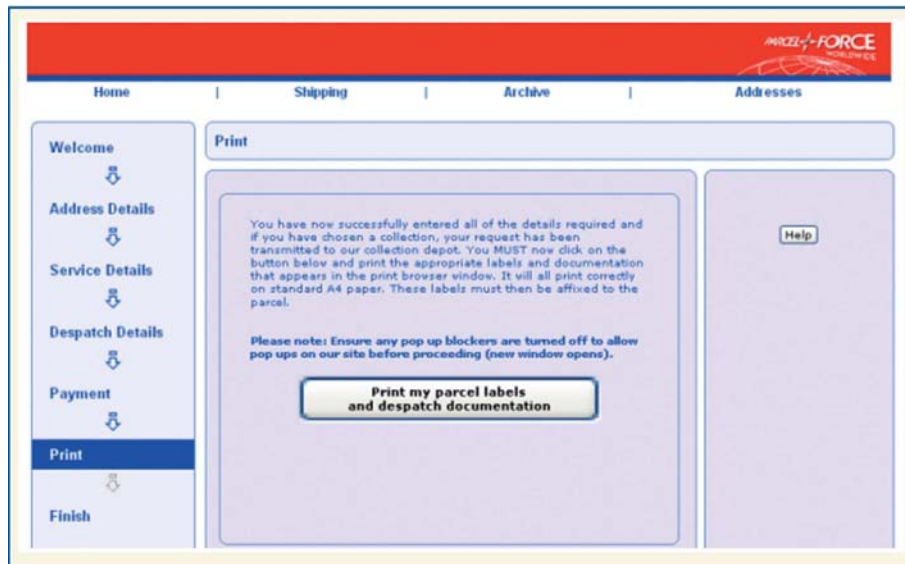 PARCEL FORCE
WORLDWIDE
Home | Shipping | Archive | Addresses
Welcome
Address Details
Service Details
Despatch Details
Payment
Print
Finish
Print
You have now successfully entered all of the details required and
if you have chosen a collection, your request has been
transmitted to our collection depot. You MUST now click on the
button below and print the appropriate labels and documentation
that appears in the print browser window. It will all print correctly
on standard A4 paper. These labels must then be affixed to the
parcel.
Please note: Ensure any pop up blockers are turned off to allow
pop ups on our site before proceeding (new window opens).
Print my parcel labels
and despatch documentation
Help